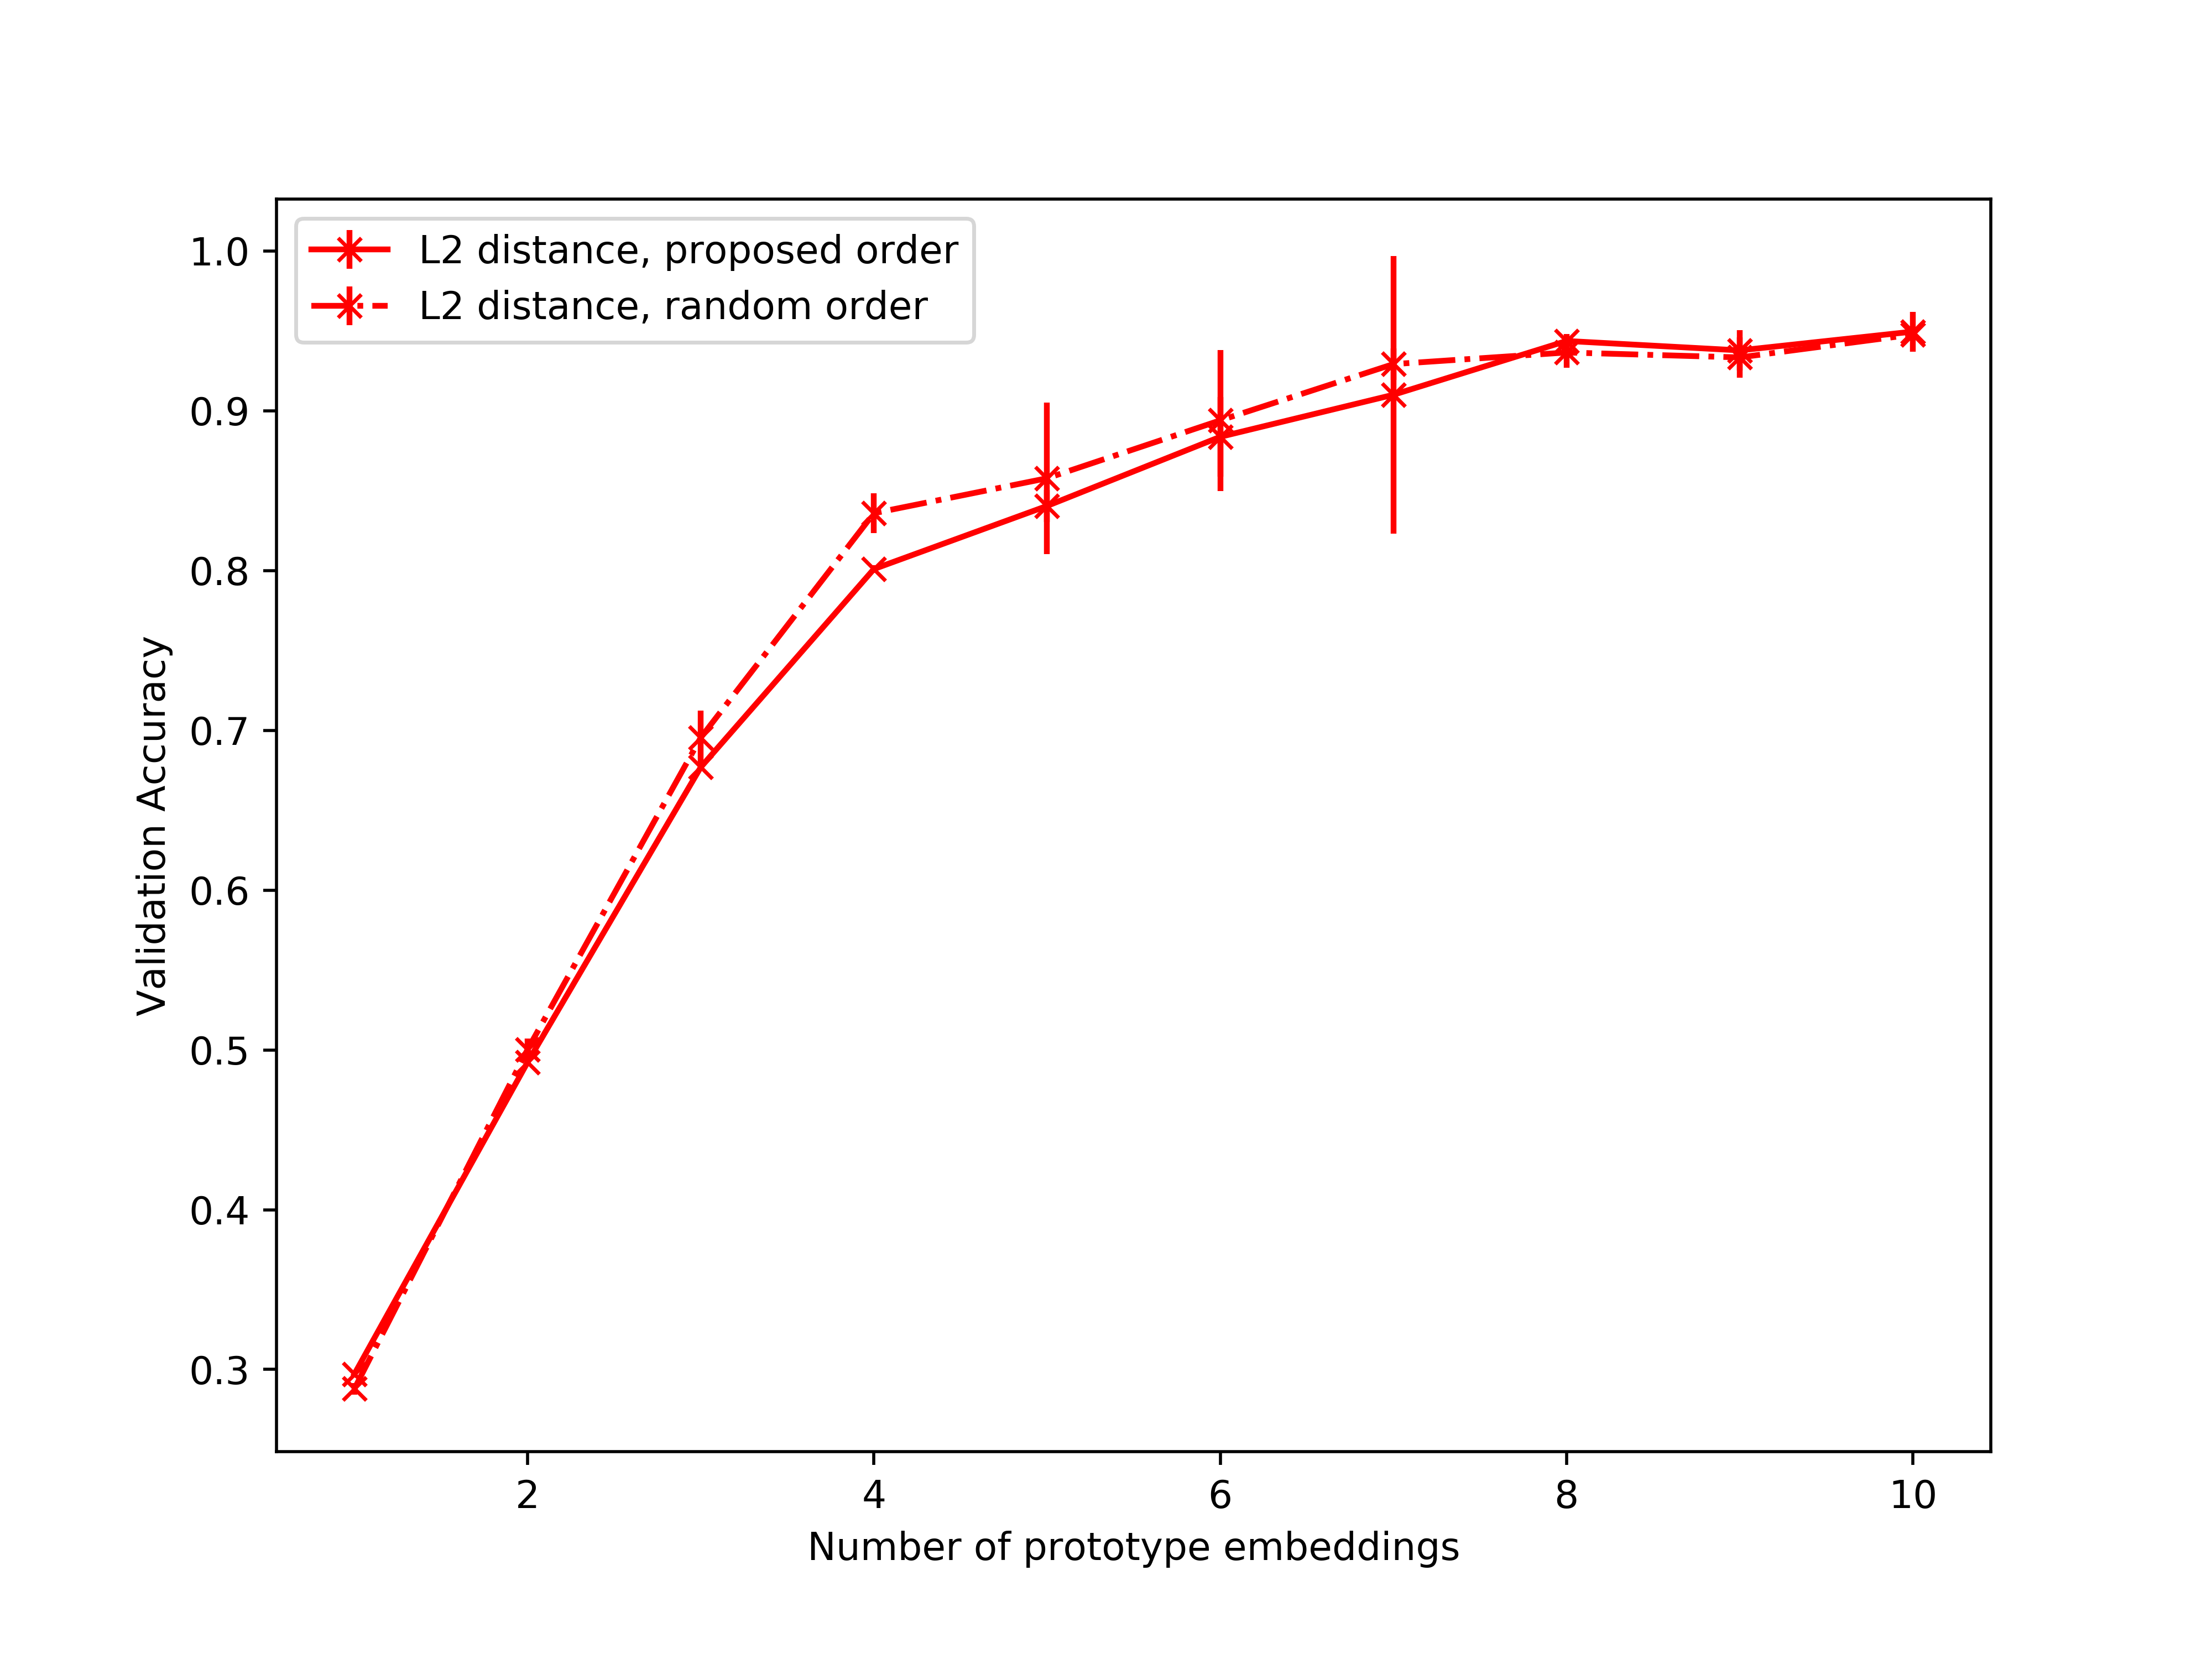 L2 distance, proposed order
L2 distance, random order
1.0
0.9
0.8
0.7
0.6
0.5
0.4
0.3
Validation Accuracy
2 4 6 8 10
Number of prototype embeddings